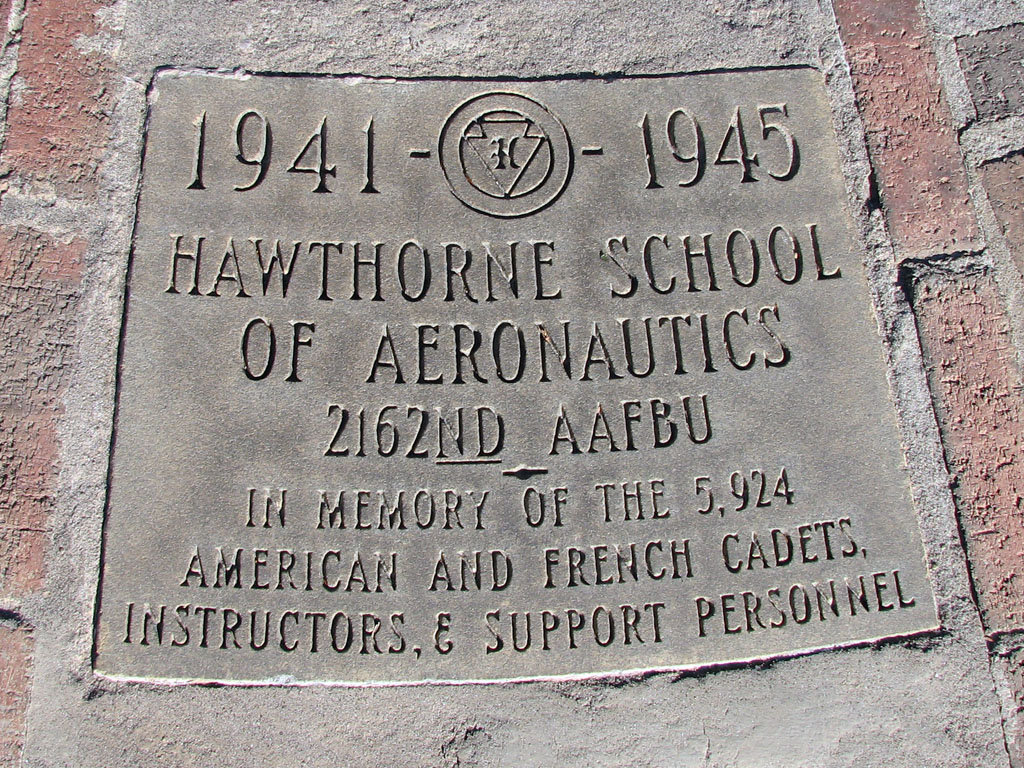 1941 - H - 1945
HAWTHORNE SCHOOL
OF AERONAUTICS
2162ND AAFBU
IN MEMORY OF THE 5,924
AMERICAN AND FRENCH CADETS,
INSTRUCTORS, & SUPPORT PERSONNEL